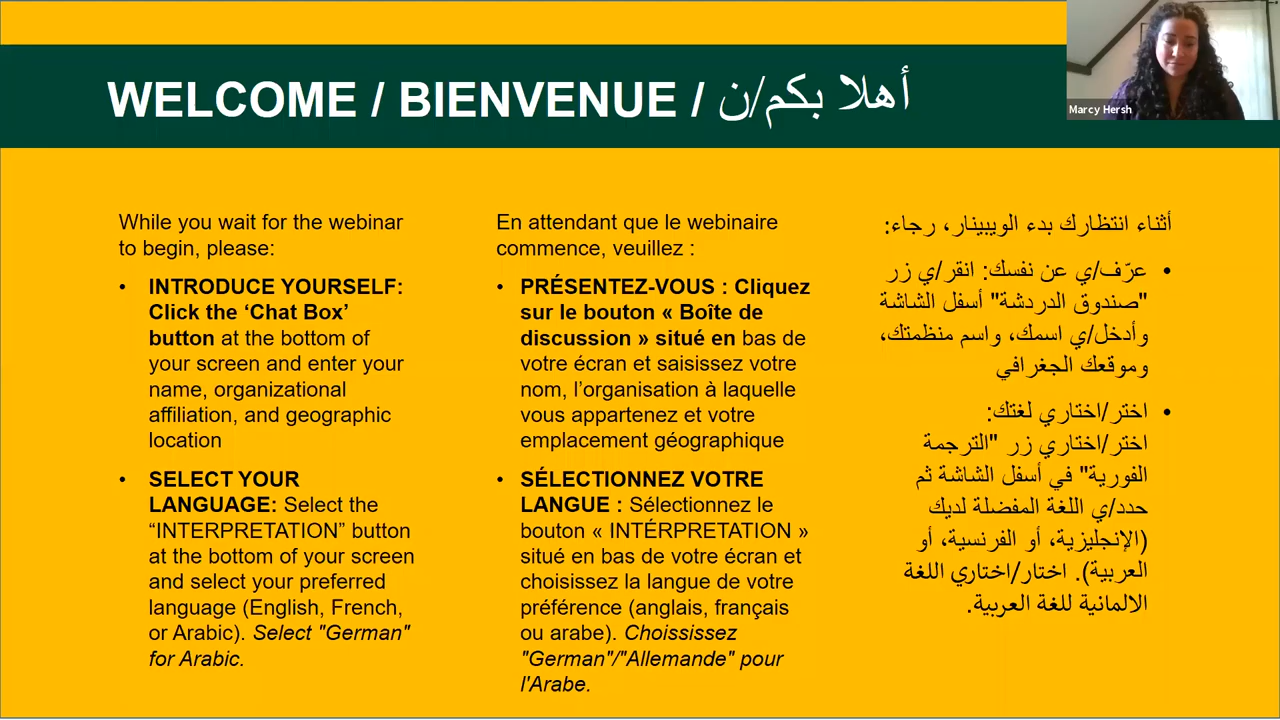 WELCOME / BIENVENUE / أهلا بكم/ن
Marcy Hersh
While you wait for the webinar
to begin, please:
• INTRODUCE YOURSELF:
Click the ‘Chat Box’
button at the bottom of
your screen and enter your
name, organizational
affiliation, and geographic
location
• SELECT YOUR
LANGUAGE: Select the
“INTERPRETATION” button
at the bottom of your screen
and select your preferred
language (English, French,
or Arabic). Select "German"
for Arabic.
En attendant que le webinaire
commence, veuillez :
• PRÉSENTEZ-VOUS : Cliquez
sur le bouton « Boîte de
discussion » situé en bas de
votre écran et saisissez votre
nom, l’organisation à laquelle
vous appartenez et votre
emplacement géographique
• SÉLECTIONNEZ VOTRE
LANGUE : Sélectionnez le
bouton « INTÉRPRETATION »
situé en bas de votre écran et
choisissez la langue de votre
préférence (anglais, français
ou arabe). Choississez
"German"/"Allemande" pour
l'Arabe.
أثناء انتظارك بدء الويبينار، رجاء:
• عرّف/ي عن نفسك: انقر/ي زر
"صندوق الدردشة" أسفل الشاشة
وأدخل/ي اسمك، واسم منظمتك،
وموقعك الجغرافي
• اختر/اختاري لغتك:
اختر/اختاري زر "الترجمة
الفورية" في أسفل الشاشة ثم
حدد/ي اللغة المفضلة لديك
(الإنجليزية، أو الفرنسية، أو
العربية). اختار/اختاري اللغة
الالمانية للغة العربية.